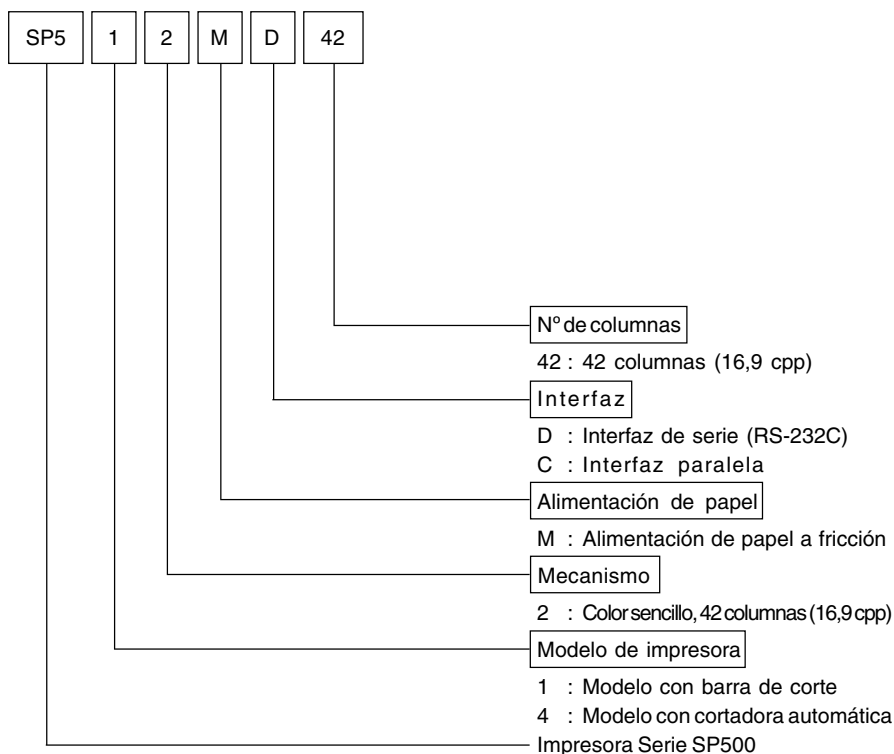 SP5 1 2 M D 42
Nº de columnas
42 : 42 columnas (16,9 cpp)
Interfaz
D : Interfaz de serie (RS-232C)
C : Interfaz paralela
Alimentación de papel
M : Alimentación de papel a fricción
Mecanismo
2 : Color sencillo, 42 columnas (16,9 cpp)
Modelo de impresora
1 : Modelo con barra de corte
4 : Modelo con cortadora automática
Impresora Serie SP500